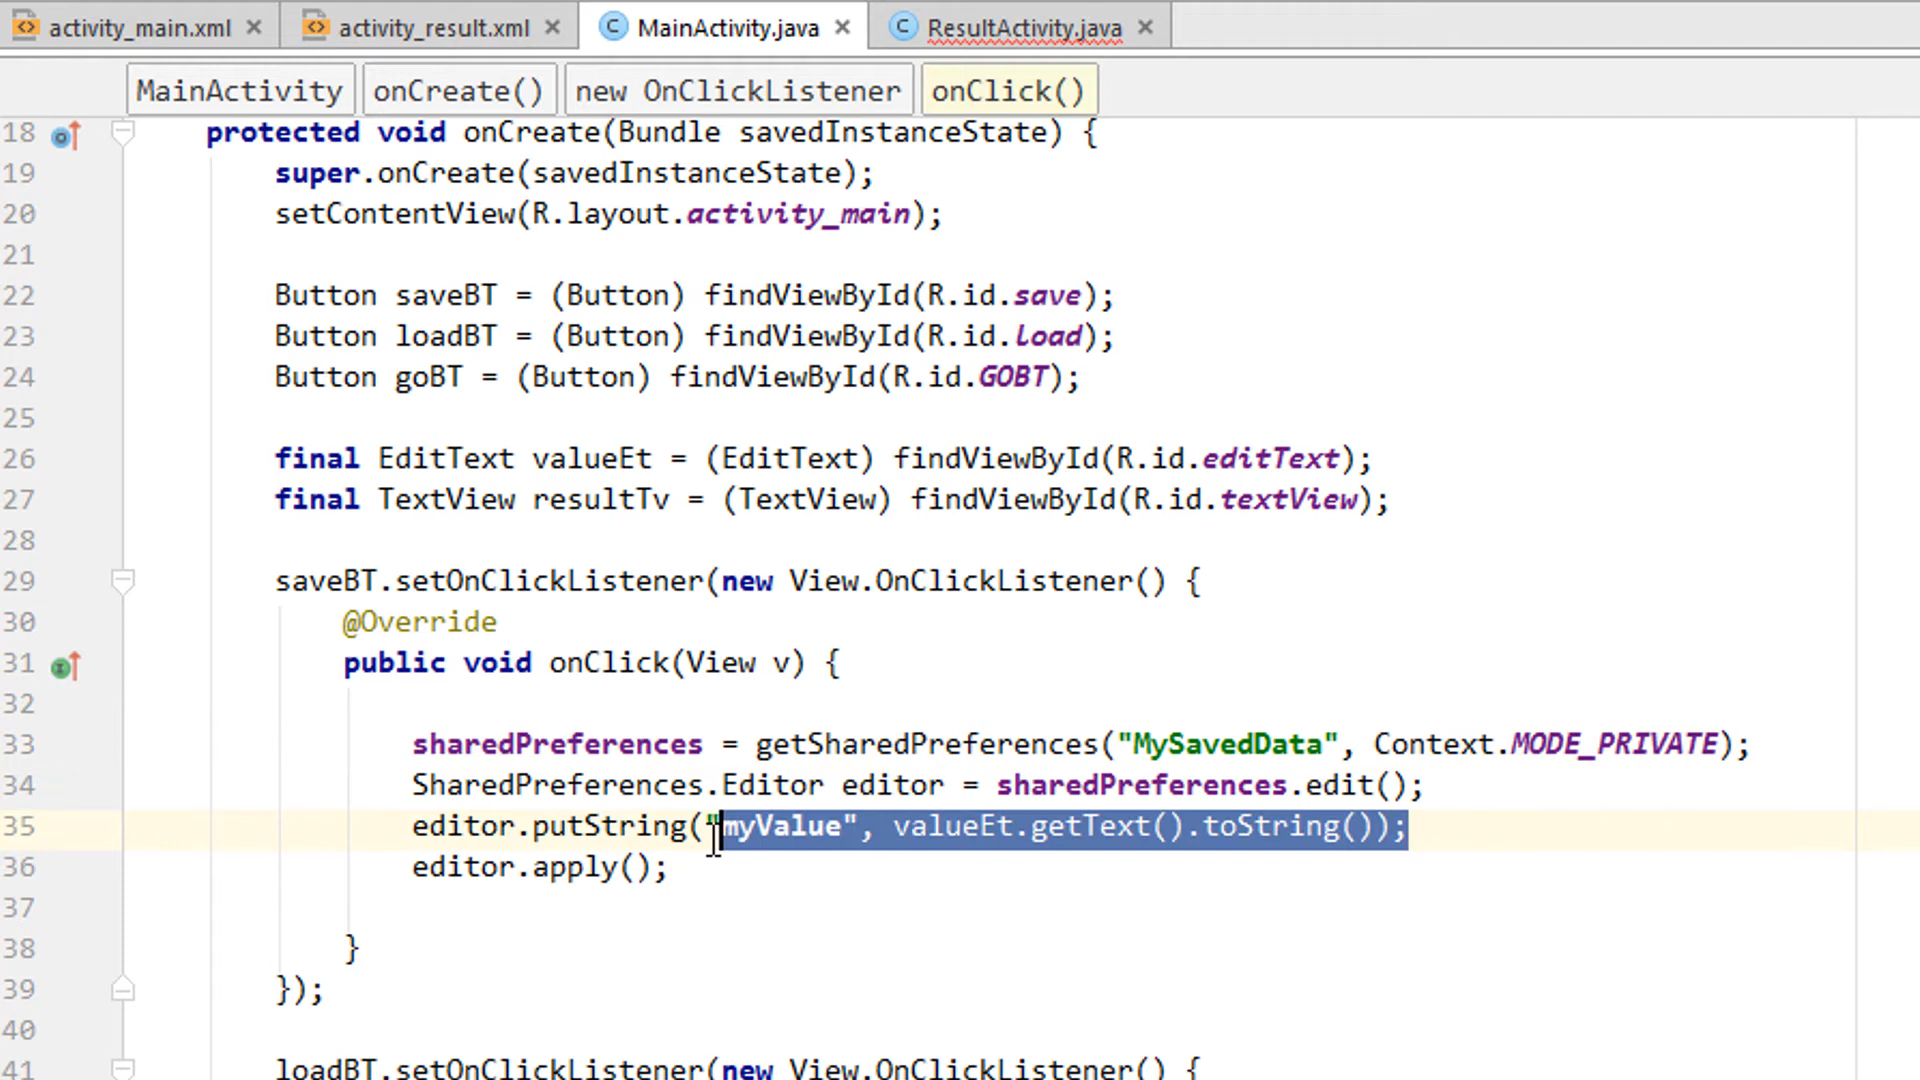 activity_main.xml activity_result.xml MainActivity.java ResultActivity.java
MainActivity onCreate() new OnClickListener onClick()
18 protected void onCreate(Bundle savedInstanceState) {
19 super.onCreate(savedInstanceState);
20 setContentView(R.layout.activity_main);
21
22 Button saveBT = (Button) findViewById(R.id.save);
23 Button loadBT = (Button) findViewById(R.id.load);
24 Button goBT = (Button) findViewById(R.id.GOBT);
25
26 final EditText valueEt = (EditText) findViewById(R.id.editText);
27 final TextView resultTv = (TextView) findViewById(R.id.textView);
28
29 saveBT.setOnClickListener(new View.OnClickListener() {
30 @Override
31 public void onClick(View v) {
32
33 sharedPreferences = getSharedPreferences("MySavedData", Context.MODE_PRIVATE);
34 SharedPreferences.Editor editor = sharedPreferences.edit();
35 editor.putString("myValue", valueEt.getText().toString());
36 editor.apply();
37
38 }
39 });
40
41 loadBT.setOnClickListener(new View.OnClickListener() {